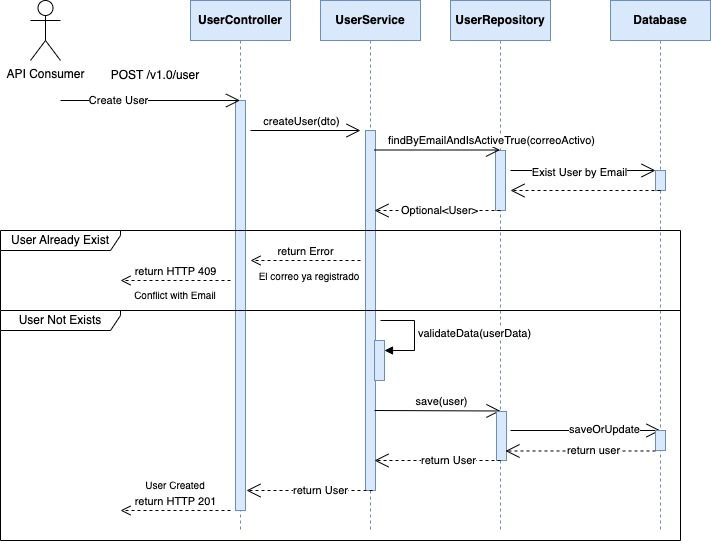 UserController
UserService
UserRepository
Database
API Consumer
POST /v1.0/user
Create User
createUser(dto)
findByEmailAndIsActiveTrue(correoActivo)
Exist User by Email
Optional<User>
User Already Exist
return Error
El correo ya registrado
return HTTP 409
Conflict with Email
User Not Exists
validateData(userData)
save(user)
saveOrUpdate
return user
return User
return User
User Created
return HTTP 201